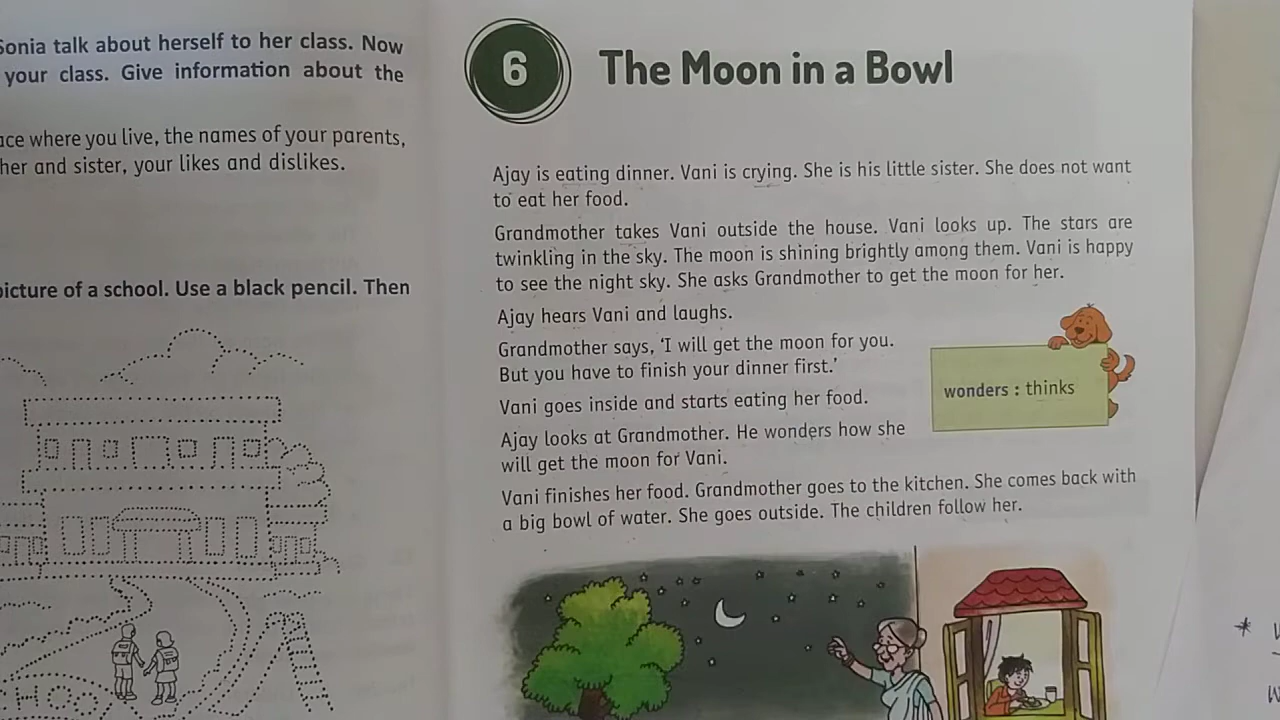 Sonia talk about herself to her class. Now
your class. Give information about the
where you live, the names of your parents,
and sister, your likes and dislikes.
picture of a school. Use a black pencil. Then
6
The Moon in a Bowl
Ajay is eating dinner. Vani is crying. She is his little sister. She does not want
to eat her food.
Grandmother takes Vani outside the house. Vani looks up. The stars are
twinkling in the sky. The moon is shining brightly among them. Vani is happy
to see the night sky. She asks Grandmother to get the moon for her.
Ajay hears Vani and laughs.
Grandmother says, ‘I will get the moon for you.
But you have to finish your dinner first.’
Vani goes inside and starts eating her food.
Ajay looks at Grandmother. He wonders how she
will get the moon for Vani.
wonders : thinks
Vani finishes her food. Grandmother goes to the kitchen. She comes back with
a big bowl of water. She goes outside. The children follow her.